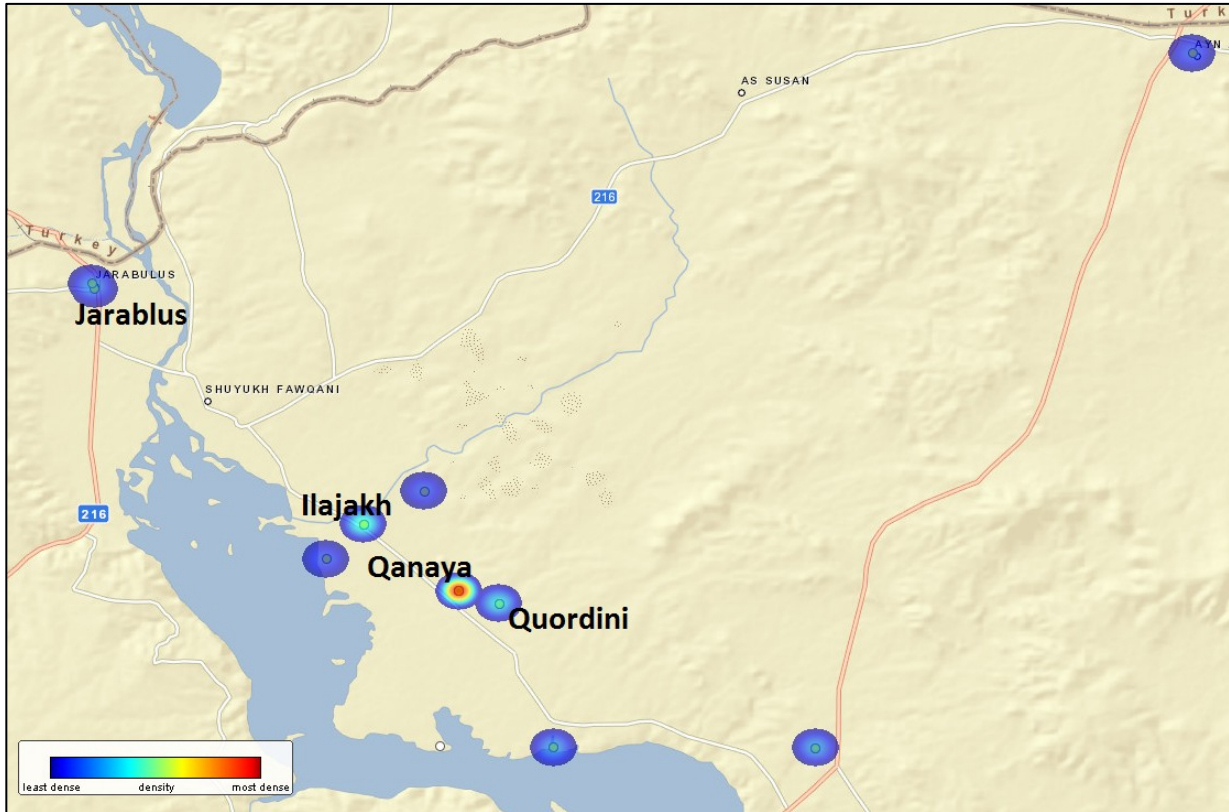 Turk
AYN
AS SUSAN
216
Turkey
JARABULUS
Jarablus
SHUYUKH FAWQANI
Ilajakh
216
Qanaya
Quordini
least dense density most dense